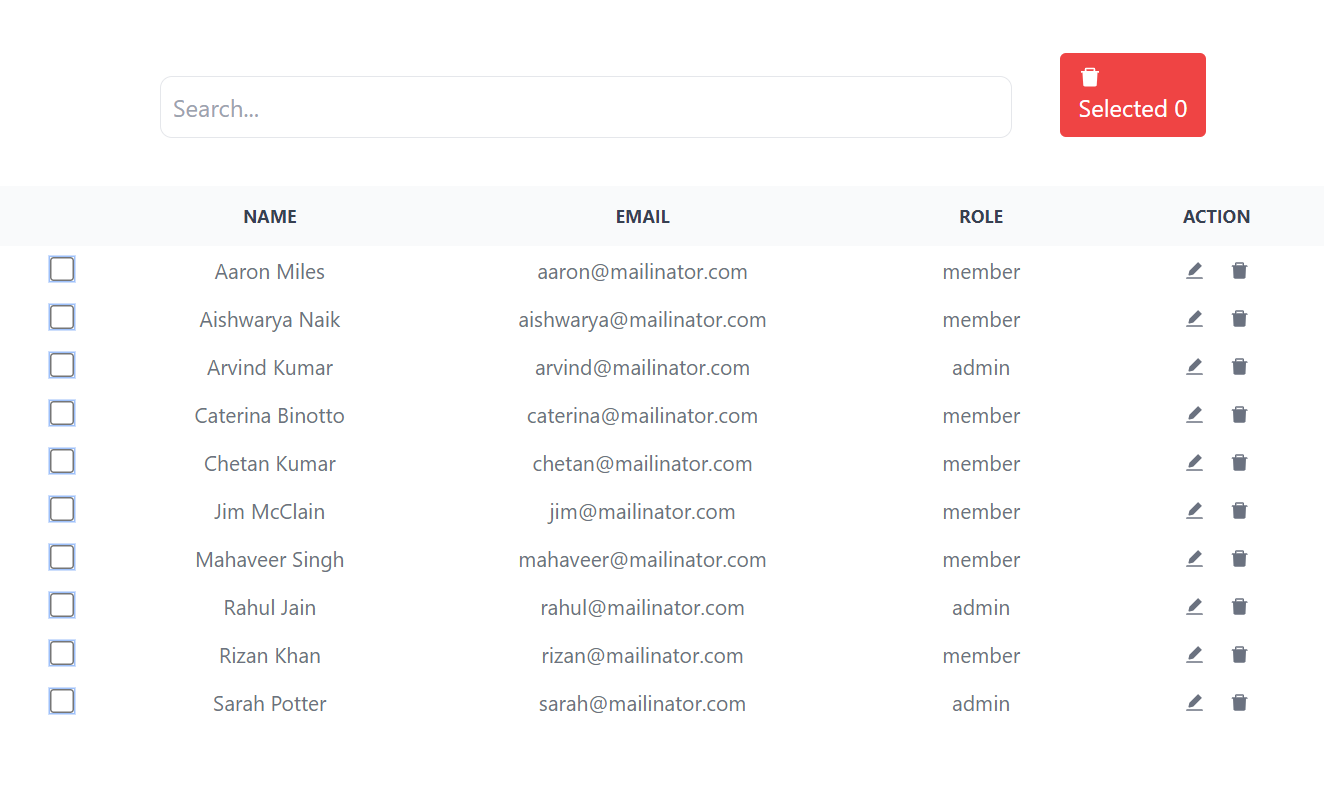 Search...
Selected 0
NAME EMAIL ROLE ACTION
Aaron Miles aaron@mailinator.com member
Aishwarya Naik aishwarya@mailinator.com member
Arvind Kumar arvind@mailinator.com admin
Caterina Binotto caterina@mailinator.com member
Chetan Kumar chetan@mailinator.com member
Jim McClain jim@mailinator.com member
Mahaveer Singh mahaveer@mailinator.com member
Rahul Jain rahul@mailinator.com admin
Rizan Khan rizan@mailinator.com member
Sarah Potter sarah@mailinator.com admin